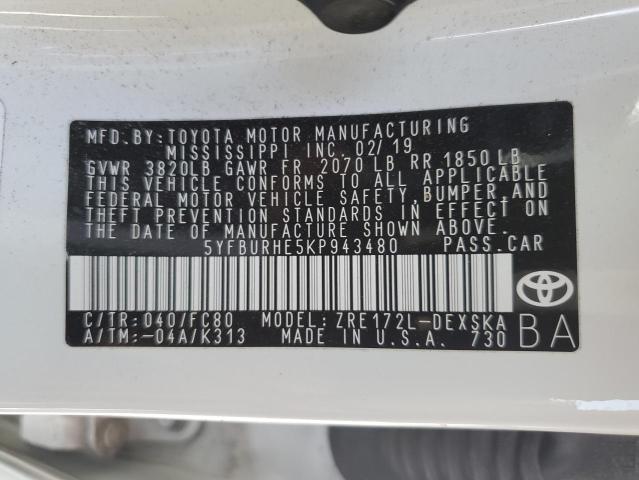 MFD.BY:TOYOTA MOTOR MANUFACTURING
MISSISSIPPI INC. 02/19
GVWR 3820LB GAWR FR 2070 LB RR 1850 LB
THIS VEHICLE CONFORMS TO ALL APPLICABLE
FEDERAL MOTOR VEHICLE SAFETY,BUMPER,AND
THEFT PREVENTION STANDARDS IN EFFECT ON
THE DATE OF MANUFACTURE SHOWN ABOVE.
5YFBURHE5KP943480 PASS.CAR
C/TR:040/FC80 MODEL:ZRE172L-DEXSKA
A/TM:-04A/K313 MADE IN U.S.A. 730
BA